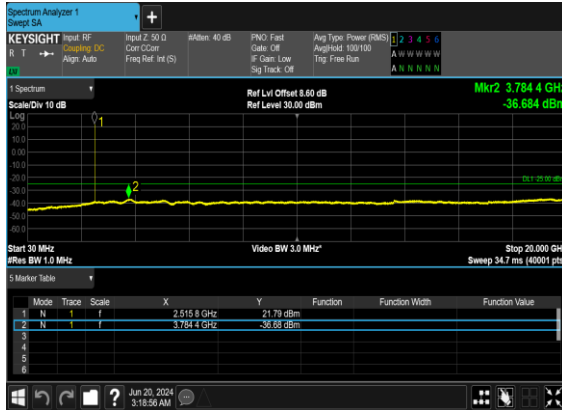 Spectrum Analyzer 1
Swept SA
KEYSIGHT
R T
Input: RF
Coupling: DC
Align: Auto
Input Z: 50 Ω
Corr CCorr
Freq Ref: Int (S)
#Atten: 40 dB
PNO: Fast
Gate: Off
IF Gain: Low
Sig Track: Off
Avg Type: Power (RMS)
Avg|Hold: 100/100
Trig: Free Run
1 2 3 4 5 6
A W W W W W
A N N N N N
1 Spectrum
Scale/Div 10 dB
Ref Lvl Offset 8.60 dB
Ref Level 30.00 dBm
Mkr2 3.784 4 GHz
-36.684 dBm
Log
20.0
10.0
0.00
-10.0
-20.0
-30.0
-40.0
-50.0
-60.0
1
2
DL1 -25.00 dBm
Start 30 MHz
#Res BW 1.0 MHz
Video BW 3.0 MHz*
Stop 20.000 GHz
Sweep 34.7 ms (40001 pts)
5 Marker Table
Mode Trace Scale X Y Function Function Width Function Value
1 N 1 f 2.515 8 GHz 21.79 dBm
2 N 1 f 3.784 4 GHz -36.68 dBm
3
4
5
6
?
Jun 20, 2024
3:18:56 AM